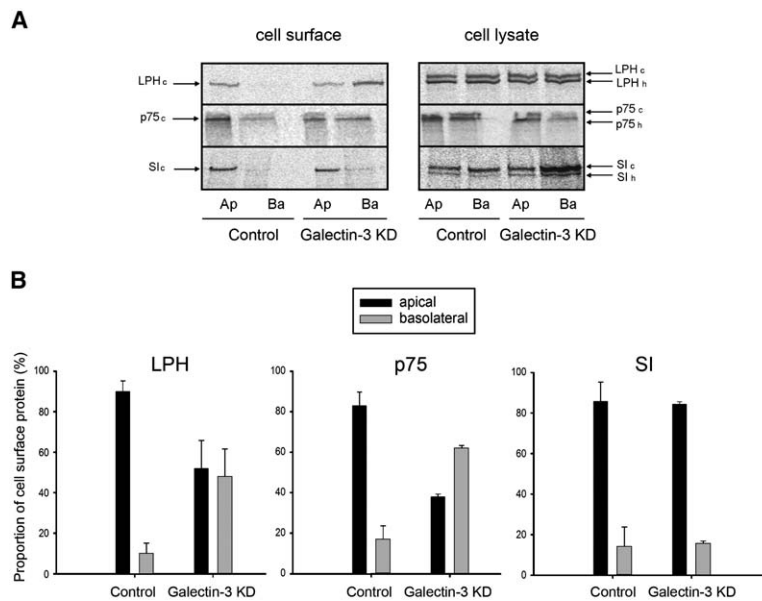 A
cell surface
cell lysate
LPH c
p75 c
SI c
LPH c
LPH h
p75 c
p75 h
SI c
SI h
Ap Ba Ap Ba
Control Galectin-3 KD
Ap Ba Ap Ba
Control Galectin-3 KD
B
apical
basolateral
Proportion of cell surface protein (%)
LPH
100
80
60
40
20
0
Control Galectin-3 KD
p75
100
80
60
40
20
0
Control Galectin-3 KD
SI
100
80
60
40
20
0
Control Galectin-3 KD